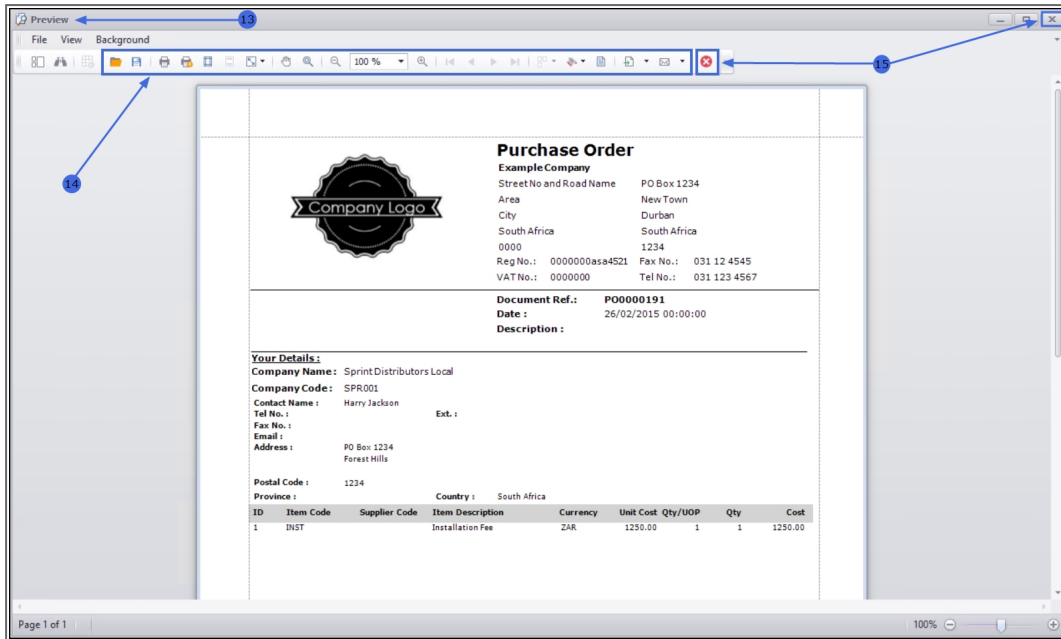 Preview 13
File View Background
100 %
15
14
Purchase Order
Example Company
Street No and Road Name PO Box 1234
Area New Town
City Durban
South Africa South Africa
0000 1234
Reg No.: 0000000asa4521 Fax No.: 031 12 4545
VAT No.: 0000000 Tel No.: 031 123 4567
Company Logo
Document Ref.: PO0000191
Date : 26/02/2015 00:00:00
Description :
Your Details :
Company Name : Sprint Distributors Local
Company Code : SPR001
Contact Name : Harry Jackson
Tel No. : Ext. :
Fax No. :
Email :
Address : PO Box 1234
Forest Hills
Postal Code : 1234
Province : Country : South Africa
ID Item Code Supplier Code Item Description Currency Unit Cost Qty/UOP Qty Cost
1 INST Installation Fee ZAR 1250.00 1 1 1250.00
Page 1 of 1 100%